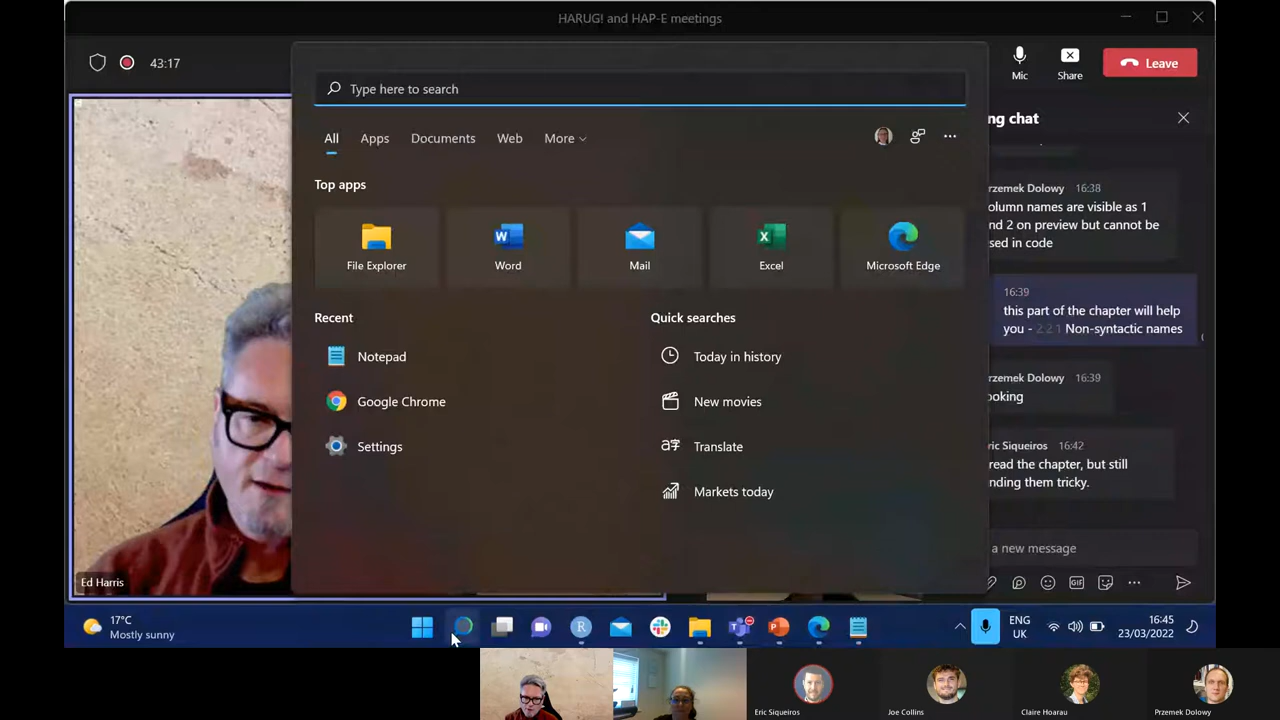 HARUG! and HAP-E meetings
43:17
Mic
Share
Leave
Type here to search
ng chat
All
Apps
Documents
Web
More
Top apps
File Explorer
Word
Mail
Excel
Microsoft Edge
Recent
Quick searches
Notepad
Google Chrome
Settings
Today in history
New movies
Translate
Markets today
rzemek Dolowy 16:38
olumn names are visible as 1
nd 2 on preview but cannot be
sed in code
16:39
this part of the chapter will help
you - 2.2.1 Non-syntactic names
rzemek Dolowy 16:39
ooking
ric Siqueiros 16:42
read the chapter, but still
nding them tricky.
a new message
GIF
Ed Harris
17°C
Mostly sunny
ENG
UK
16:45
23/03/2022
Eric Siqueiros
Joe Collins
Claire Hoarau
Przemek Dolowy